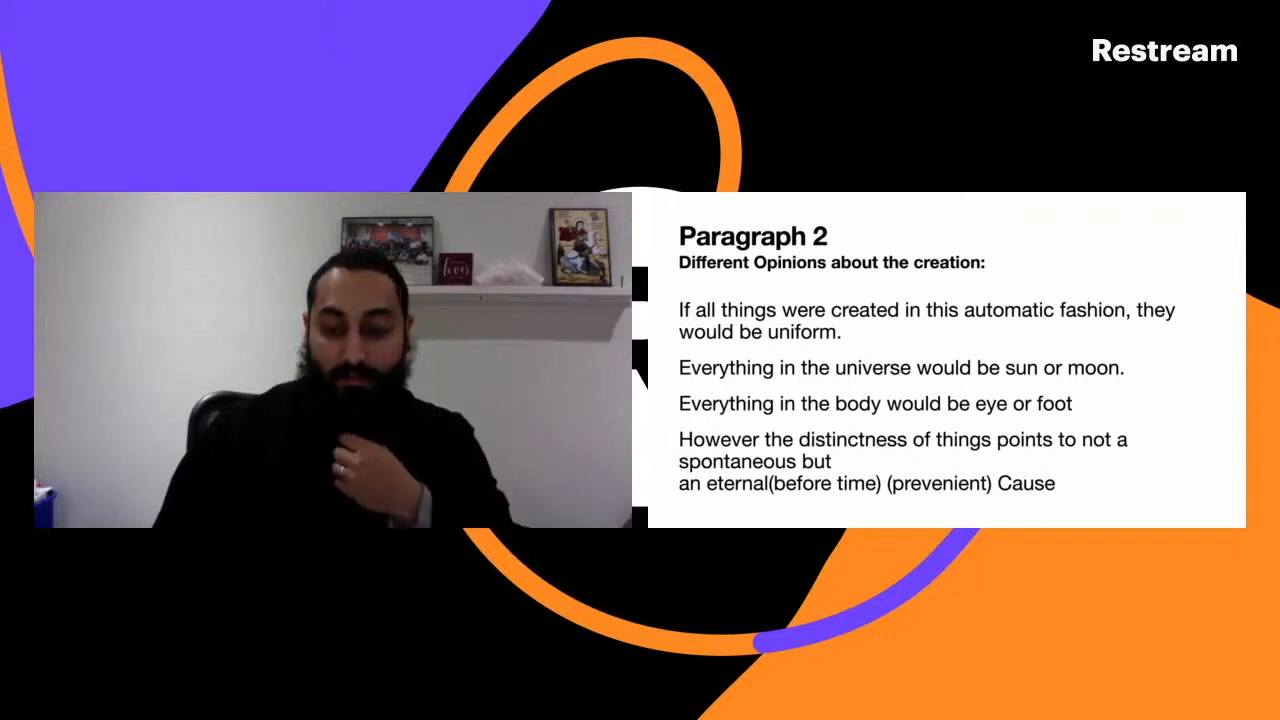 Restream
Paragraph 2
Different Opinions about the creation:
If all things were created in this automatic fashion, they
would be uniform.
Everything in the universe would be sun or moon.
Everything in the body would be eye or foot
However the distinctness of things points to not a
spontaneous but
an eternal(before time) (prevenient) Cause
loves